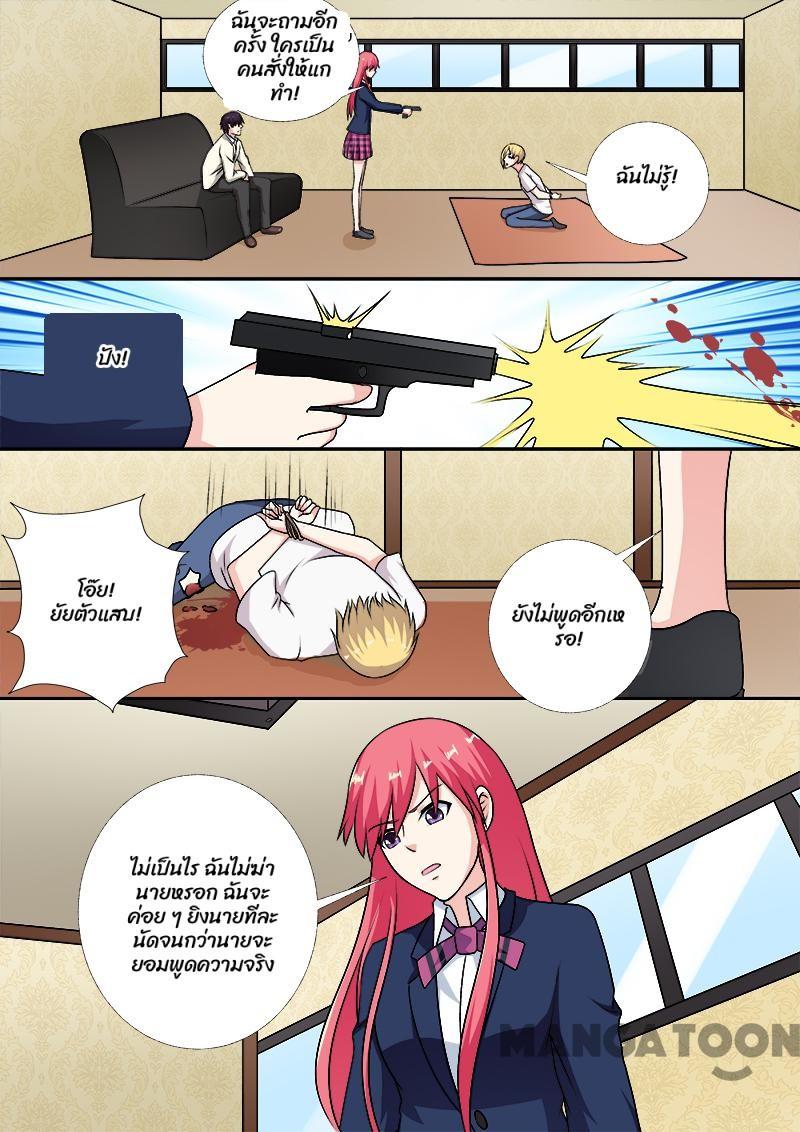 ฉันจะถามอีก
ครั้ง ใครเป็น
คนสั่งให้แก
ทำ!
ฉันไม่รู้!
ปัง!
โอ๊ย!
ยัยตัวแสบ!
ยังไม่พูดอีกเห
รอ!
ไม่เป็นไร ฉันไม่ฆ่า
นายหรอก ฉันจะ
ค่อย ๆ ยิงนายทีละ
นัดจนกว่านายจะ
ยอมพูดความจริง
MANGATOON